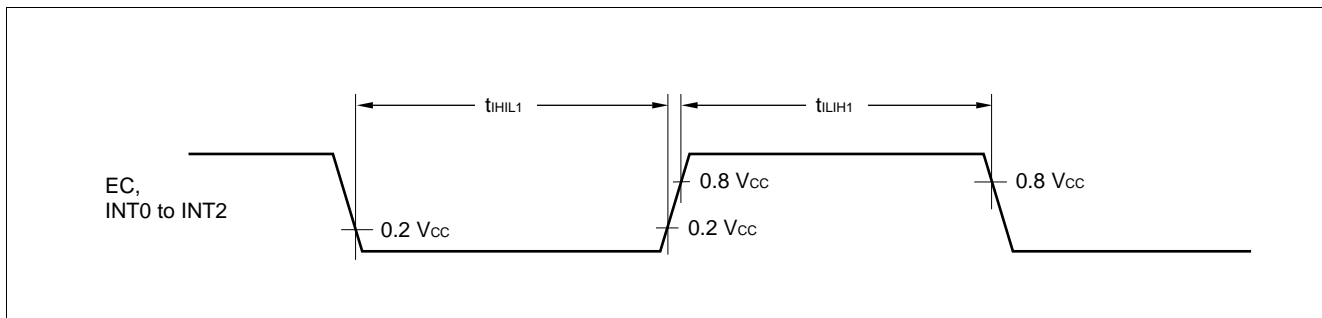 tIHIL1
tILIH1
EC,
INT0 to INT2
0.8 VCC
0.8 VCC
0.2 VCC
0.2 VCC